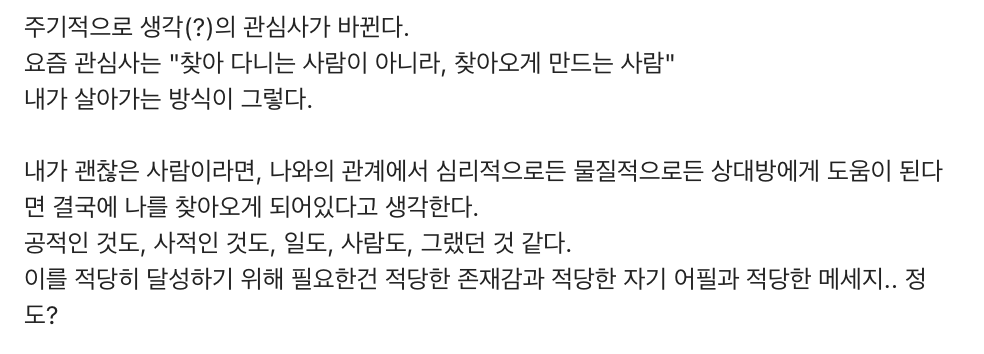 주기적으로 생각(?)의 관심사가 바뀐다.
요즘 관심사는 "찾아 다니는 사람이 아니라, 찾아오게 만드는 사람"
내가 살아가는 방식이 그렇다.
내가 괜찮은 사람이라면, 나와의 관계에서 심리적으로든 물질적으로든 상대방에게 도움이 된다
면 결국에 나를 찾아오게 되어있다고 생각한다.
공적인 것도, 사적인 것도, 일도, 사람도, 그랬던 것 같다.
이를 적당히 달성하기 위해 필요한건 적당한 존재감과 적당한 자기 어필과 적당한 메세지.. 정
도?